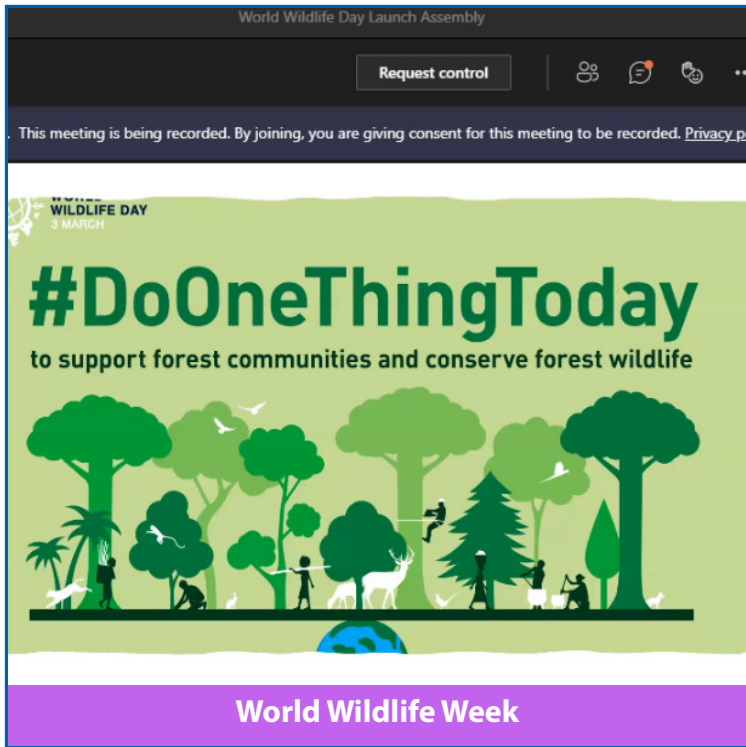 World Wildlife Day Launch Assembly
Request control
This meeting is being recorded. By joining, you are giving consent for this meeting to be recorded. Privacy
WORLD
WILDLIFE DAY
3 MARCH
#DoOneThingToday
to support forest communities and conserve forest wildlife
World Wildlife Week